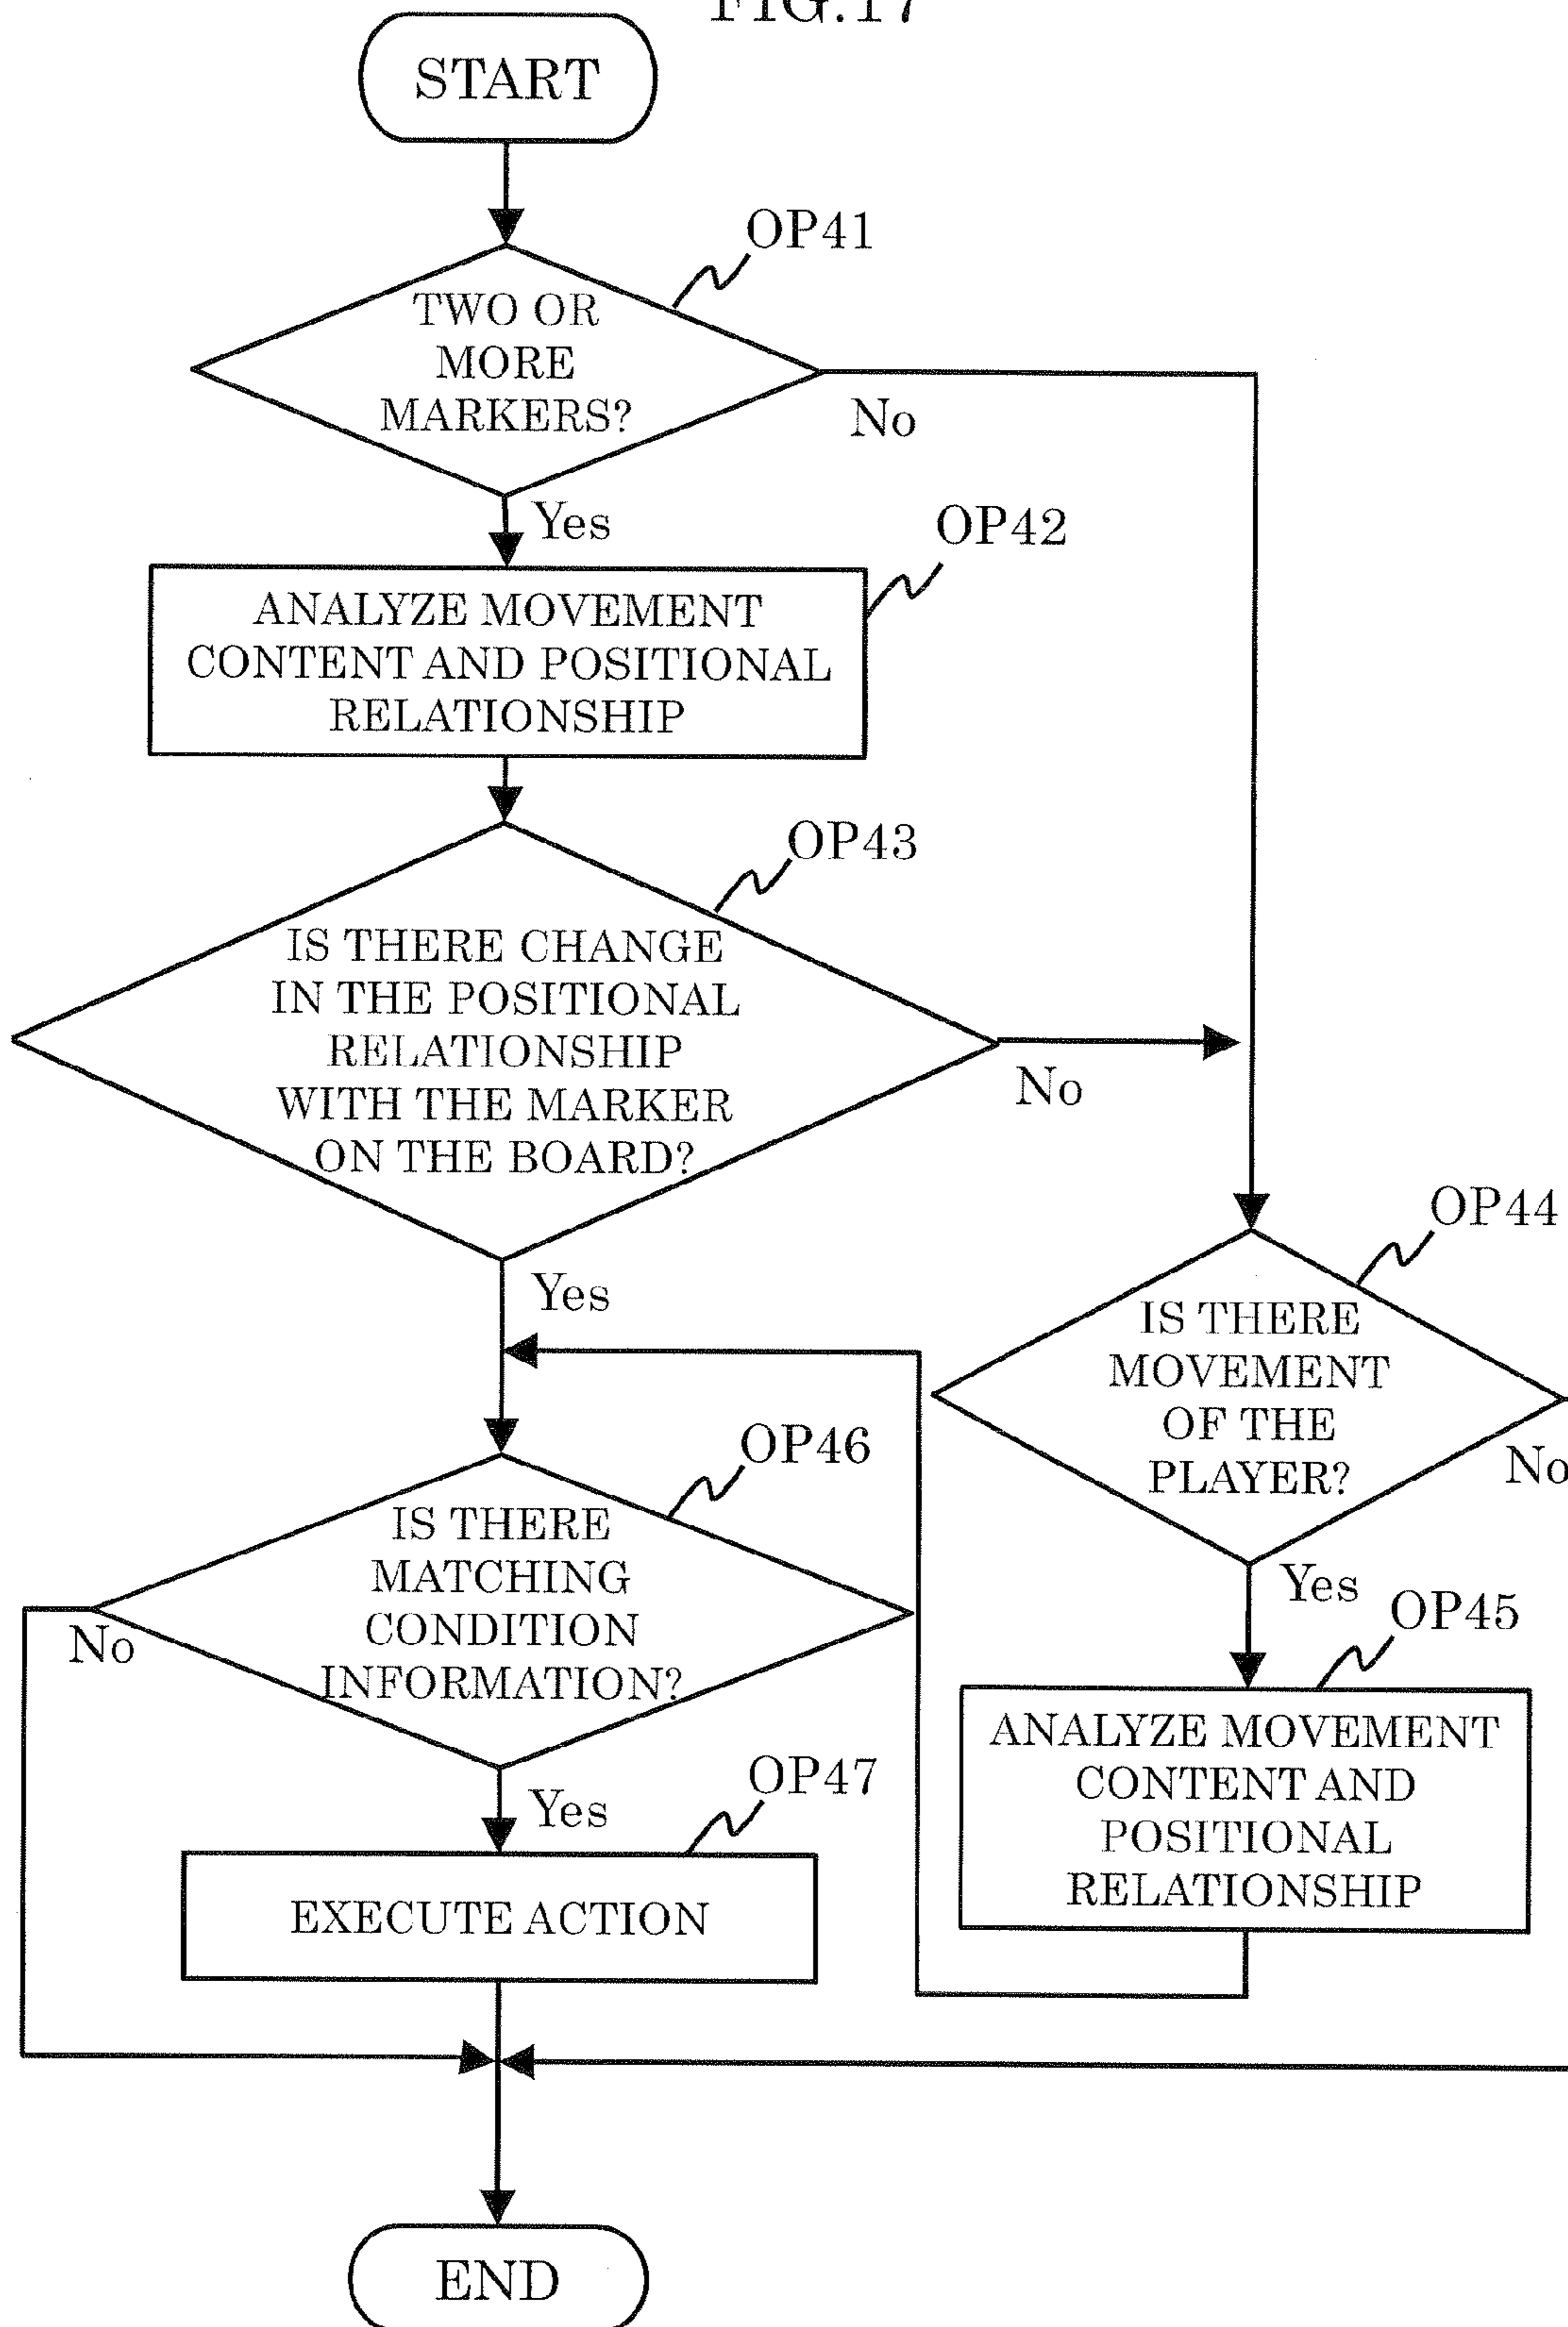 FIG.17
START
OP41
TWO OR
MORE
MARKERS?
No
Yes
OP42
ANALYZE MOVEMENT
CONTENT AND POSITIONAL
RELATIONSHIP
OP43
IS THERE CHANGE
IN THE POSITIONAL
RELATIONSHIP
WITH THE MARKER
ON THE BOARD?
No
Yes
OP44
IS THERE
MOVEMENT
OF THE
PLAYER?
No
Yes
OP45
ANALYZE MOVEMENT
CONTENT AND
POSITIONAL
RELATIONSHIP
OP46
IS THERE
MATCHING
CONDITION
INFORMATION?
No
Yes
OP47
EXECUTE ACTION
END